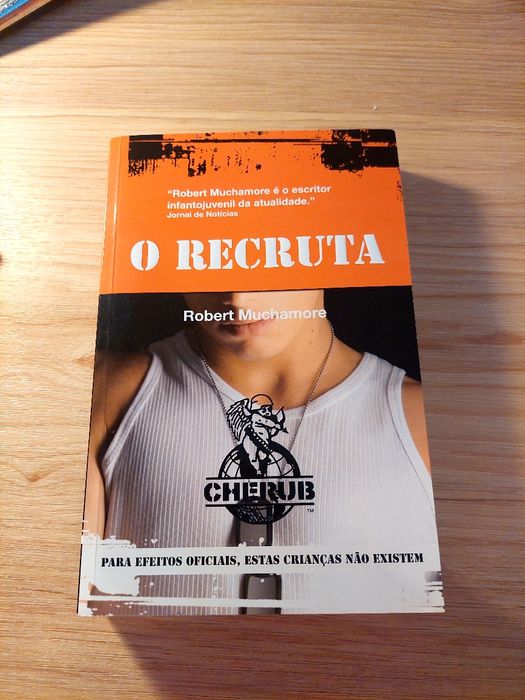 “Robert Muchamore é o escritor
infantojuvenil da atualidade.”
Jornal de Notícias
O RECRUTA
Robert Muchamore
CHERUB
TM
PARA EFEITOS OFICIAIS, ESTAS CRIANÇAS NÃO EXISTEM